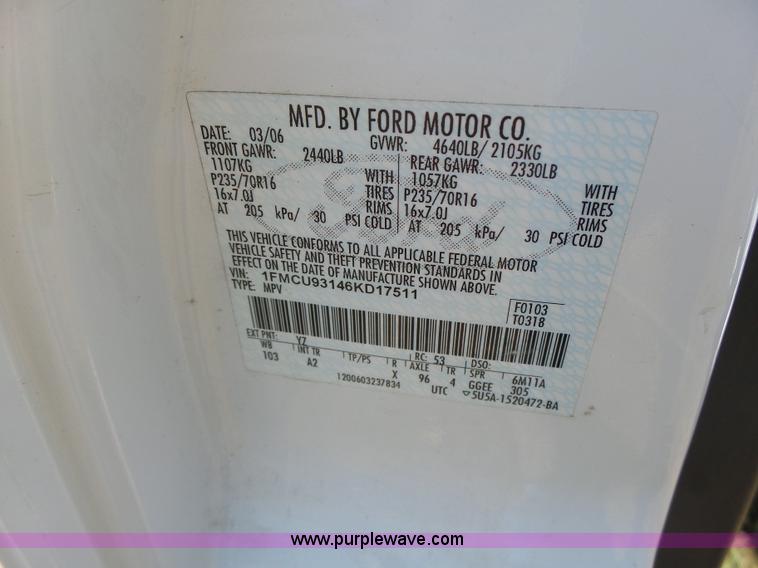 MFD. BY FORD MOTOR CO.
DATE: 03/06 GVWR: 4640LB/ 2105KG
FRONT GAWR: 2440LB REAR GAWR: 2330LB
1107KG WITH 1057KG WITH
P235/70R16 TIRES P235/70R16 TIRES
16x7.0J RIMS 16x7.0J RIMS
AT 205 kPa/ 30 PSI COLD AT 205 kPa/ 30 PSI COLD
Ford
THIS VEHICLE CONFORMS TO ALL APPLICABLE FEDERAL MOTOR
VEHICLE SAFETY AND THEFT PREVENTION STANDARDS IN
EFFECT ON THE DATE OF MANUFACTURE SHOWN ABOVE.
VIN: 1FMCU93146KD17511
TYPE: MPV
F0103
T0318
EXT PNT: YZ RC: 53 DSO:
WB INT TR TP/PS R AXLE TR SPR 6M11A
103 A2 X 96 4 GGEE 305
1200603237834 UTC ▽5U5A-1520472-BA
www.purplewave.com